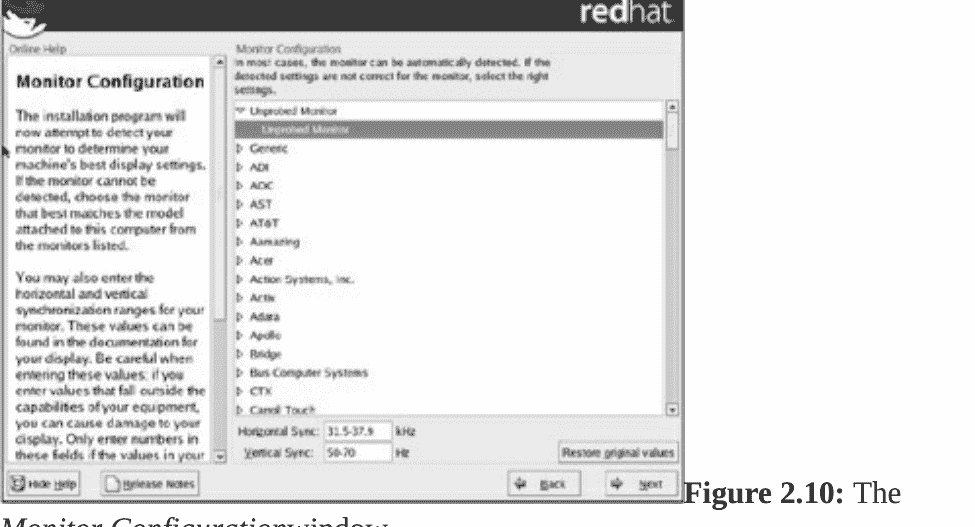 redhat.
Online Help
Monitor Configuration
The installation program will
now attempt to detect your
monitor to determine your
machine's best display settings.
If the monitor cannot be
detected, choose the monitor
that best matches the model
attached to this computer from
the monitors listed.
You may also enter the
horizontal and vertical
synchronization ranges for your
monitor. These values can be
found in the documentation for
your display. Be careful when
entering these values; if you
enter values that fall outside the
capabilities of your equipment,
you can cause damage to your
display. Only enter numbers in
these fields if the values in your
Monitor Configuration
In most cases, the monitor can be automatically detected. If the
detected settings are not correct for the monitor, select the right
settings.
Unprobed Monitor
Unprobed Monitor
Generic
ADI
AOC
AST
AT&T
Aamazing
Acer
Action Systems, Inc.
Activ
Adara
Apollo
Bridge
Bus Computer Systems
CTX
Carroll Touch
Horizontal Sync: 31.5-37.9 kHz
Vertical Sync: 50-70 Hz
Restore original values
Hide Help
Release Notes
Back
Next
Figure 2.10: The
Monitor Configurationwindow